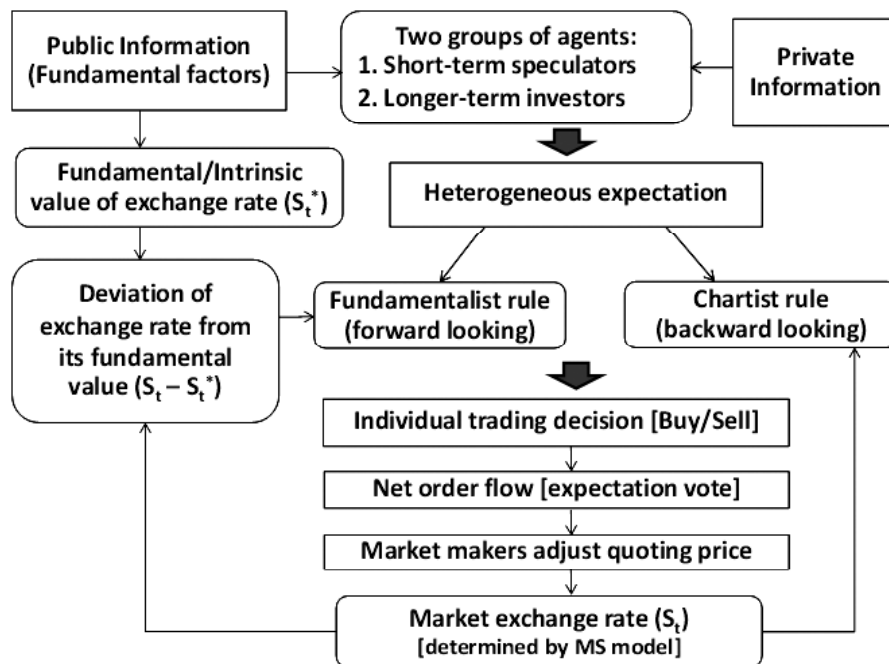 Public Information
(Fundamental factors)
Two groups of agents:
1. Short-term speculators
2. Longer-term investors
Private
Information
Fundamental/Intrinsic
value of exchange rate (Sₜ*)
Heterogeneous expectation
Deviation of
exchange rate from
its fundamental
value (Sₜ – Sₜ*)
Fundamentalist rule
(forward looking)
Chartist rule
(backward looking)
Individual trading decision [Buy/Sell]
Net order flow [expectation vote]
Market makers adjust quoting price
Market exchange rate (Sₜ)
[determined by MS model]